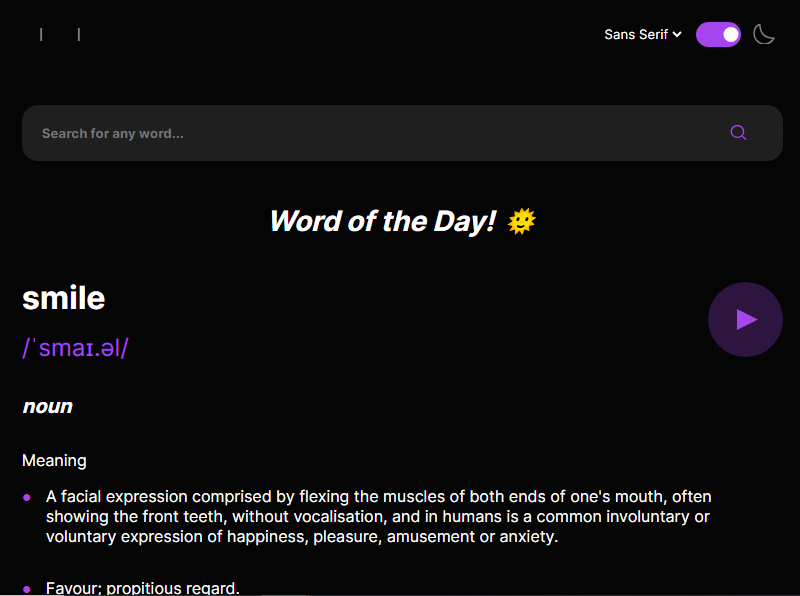 Sans Serif
Search for any word...
Word of the Day! 🌞
smile
/ˈsmaɪ.əl/
noun
Meaning
A facial expression comprised by flexing the muscles of both ends of one's mouth, often
showing the front teeth, without vocalisation, and in humans is a common involuntary or
voluntary expression of happiness, pleasure, amusement or anxiety.
Favour; propitious regard.